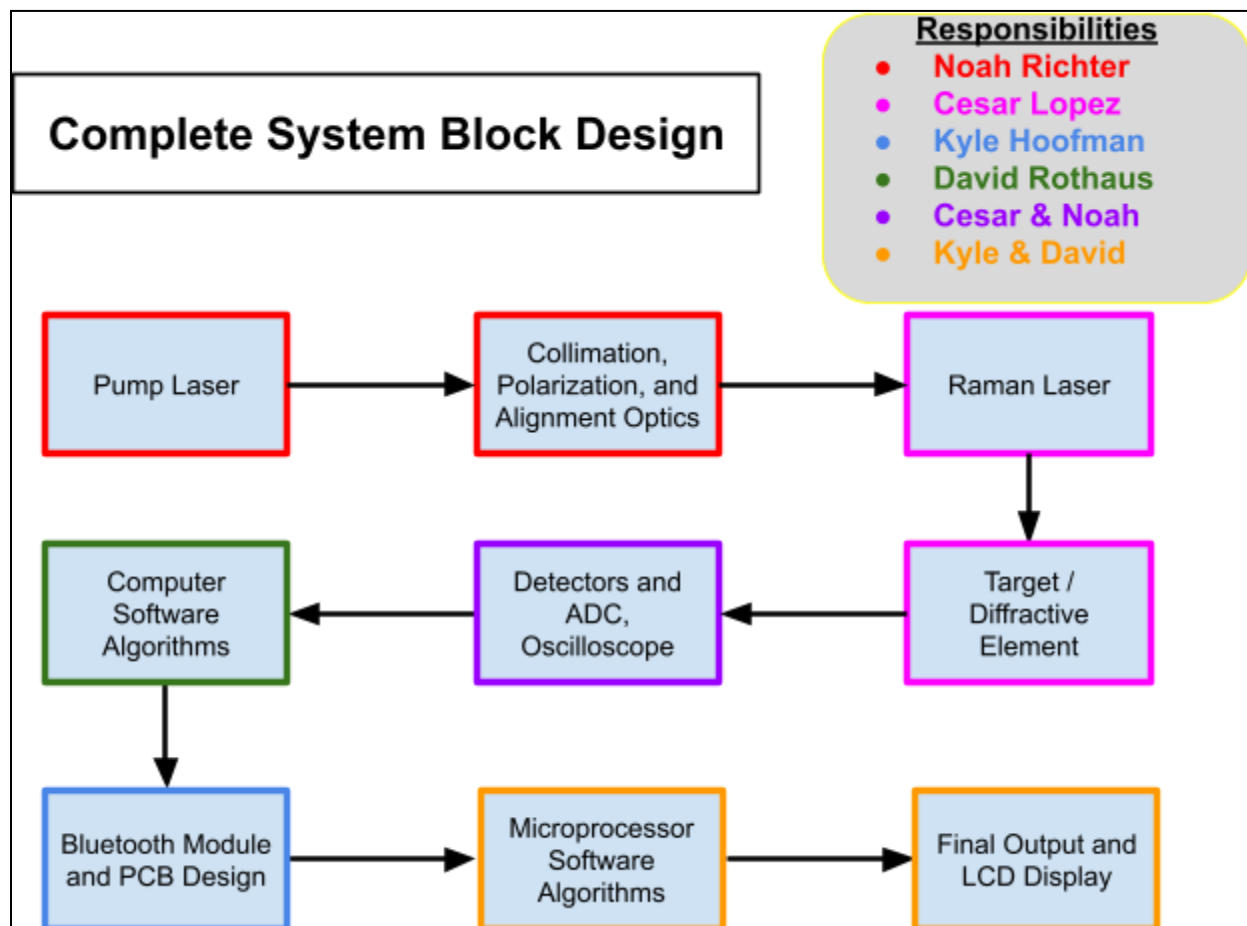 Responsibilities
Noah Richter
Cesar Lopez
Kyle Hoofman
David Rothaus
Cesar & Noah
Kyle & David
Complete System Block Design
Pump Laser
Collimation,
Polarization, and
Alignment Optics
Raman Laser
Target /
Diffractive
Element
Detectors and
ADC,
Oscilloscope
Computer
Software
Algorithms
Bluetooth Module
and PCB Design
Microprocessor
Software
Algorithms
Final Output and
LCD Display